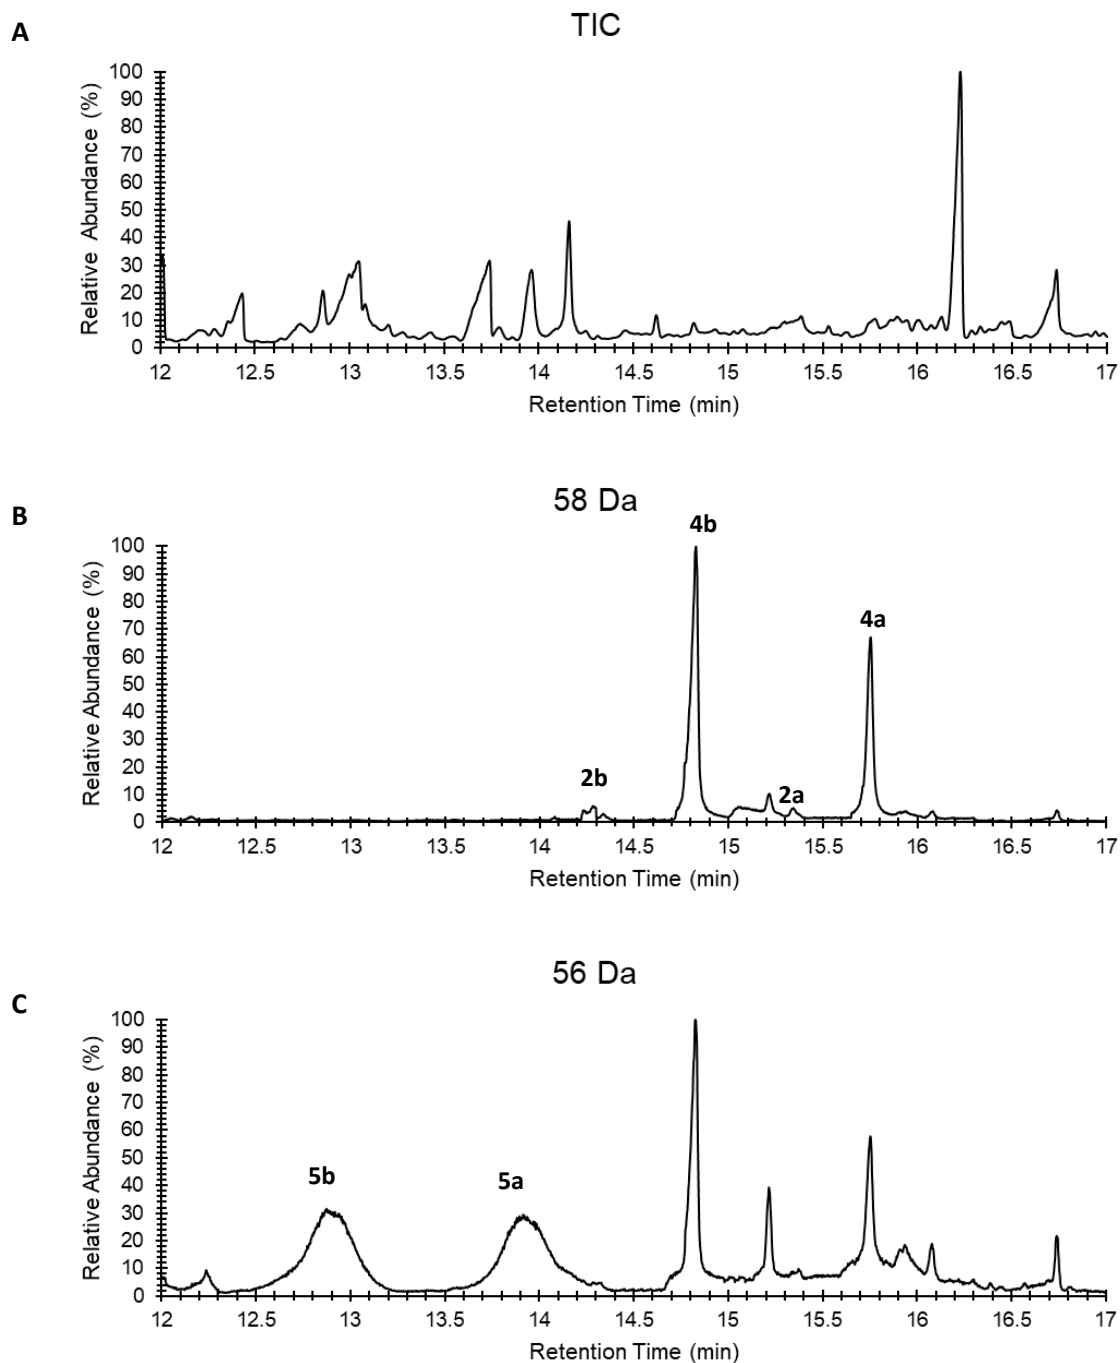 A
TIC
Relative Abundance (%)
100
90
80
70
60
50
40
30
20
10
0
12 12.5 13 13.5 14 14.5 15 15.5 16 16.5 17
Retention Time (min)
B
58 Da
4b
4a
2b
2a
Relative Abundance (%)
100
90
80
70
60
50
40
30
20
10
0
12 12.5 13 13.5 14 14.5 15 15.5 16 16.5 17
Retention Time (min)
C
56 Da
5b
5a
Relative Abundance (%)
100
90
80
70
60
50
40
30
20
10
0
12 12.5 13 13.5 14 14.5 15 15.5 16 16.5 17
Retention Time (min)